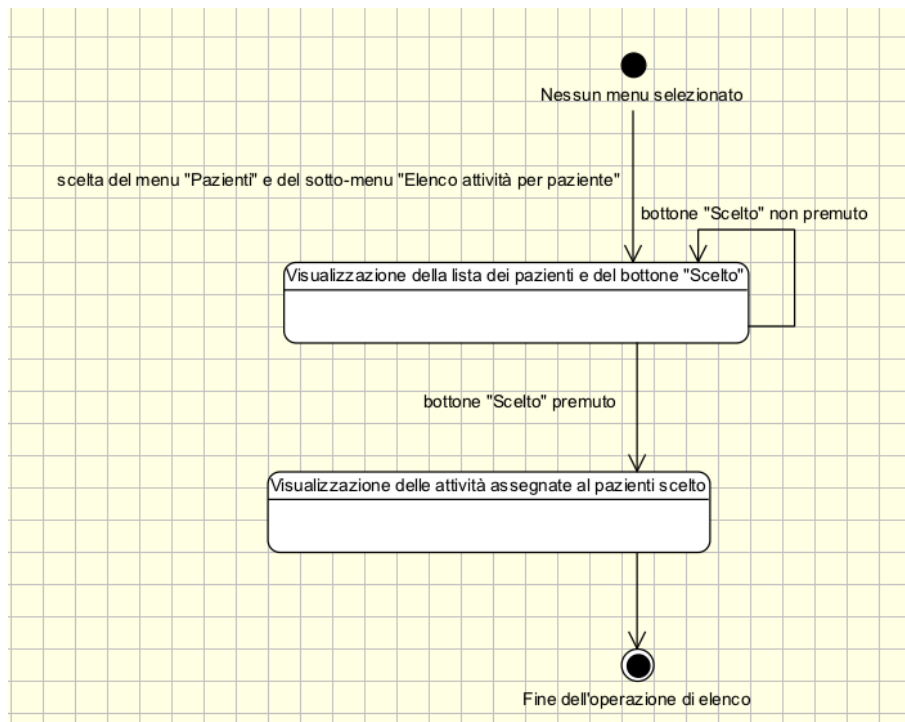 Nessun menu selezionato
scelta del menu "Pazienti" e del sotto-menu "Elenco attività per paziente"
bottone "Scelto" non premuto
Visualizzazione della lista dei pazienti e del bottone "Scelto"
bottone "Scelto" premuto
Visualizzazione delle attività assegnate al pazienti scelto
Fine dell'operazione di elenco